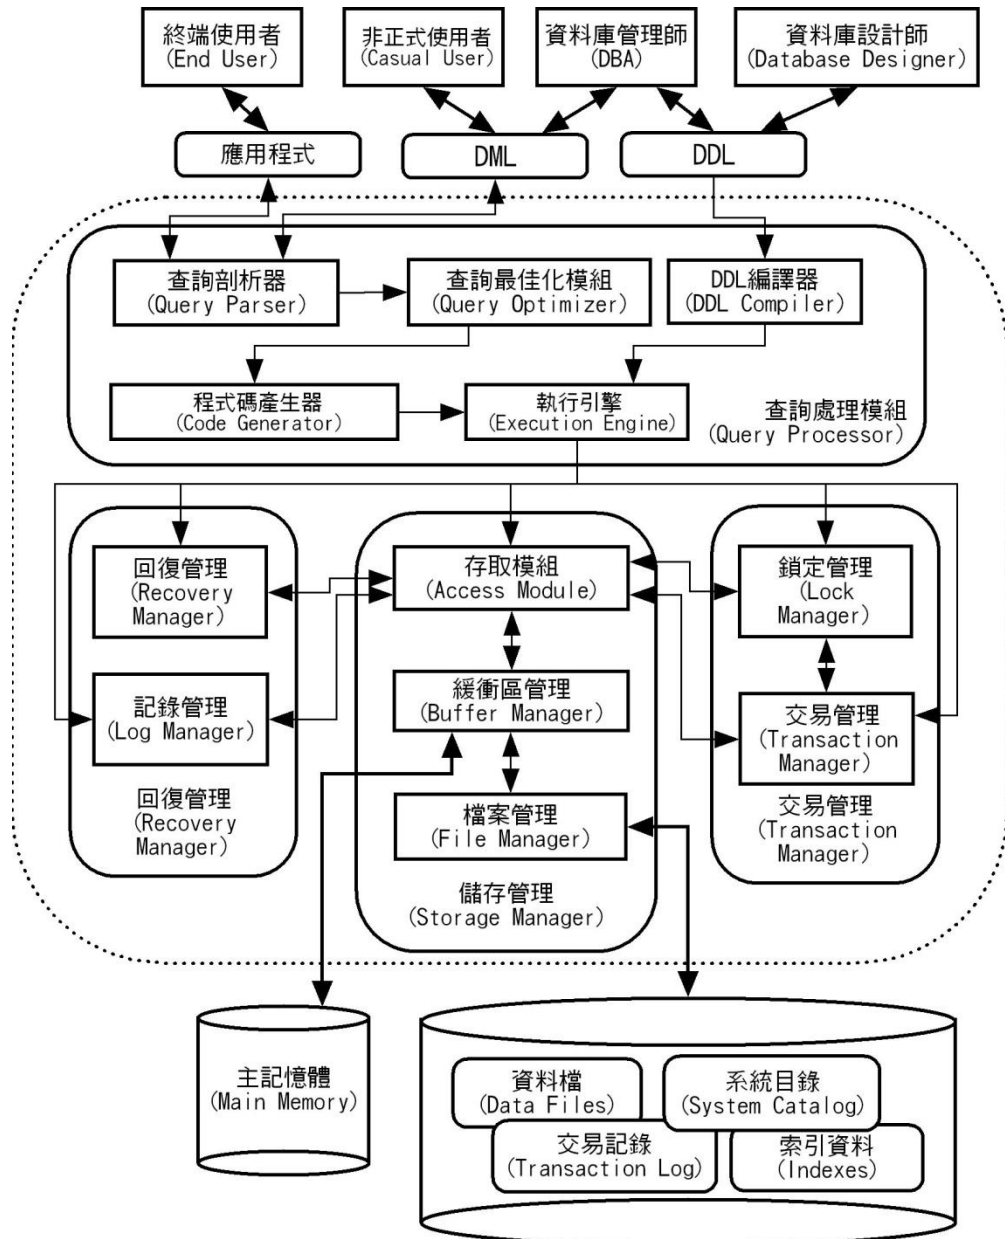 終端使用者
(End User)
非正式使用者
(Casual User)
資料庫管理師
(DBA)
資料庫設計師
(Database Designer)
應用程式
DML
DDL
查詢剖析器
(Query Parser)
查詢最佳化模組
(Query Optimizer)
DDL編譯器
(DDL Compiler)
程式碼產生器
(Code Generator)
執行引擎
(Execution Engine)
查詢處理模組
(Query Processor)
回復管理
(Recovery
Manager)
存取模組
(Access Module)
鎖定管理
(Lock
Manager)
記錄管理
(Log Manager)
緩衝區管理
(Buffer Manager)
交易管理
(Transaction
Manager)
回復管理
(Recovery
Manager)
檔案管理
(File Manager)
交易管理
(Transaction
Manager)
儲存管理
(Storage Manager)
主記憶體
(Main Memory)
資料檔
(Data Files)
系統目錄
(System Catalog)
交易記錄
(Transaction Log)
索引資料
(Indexes)